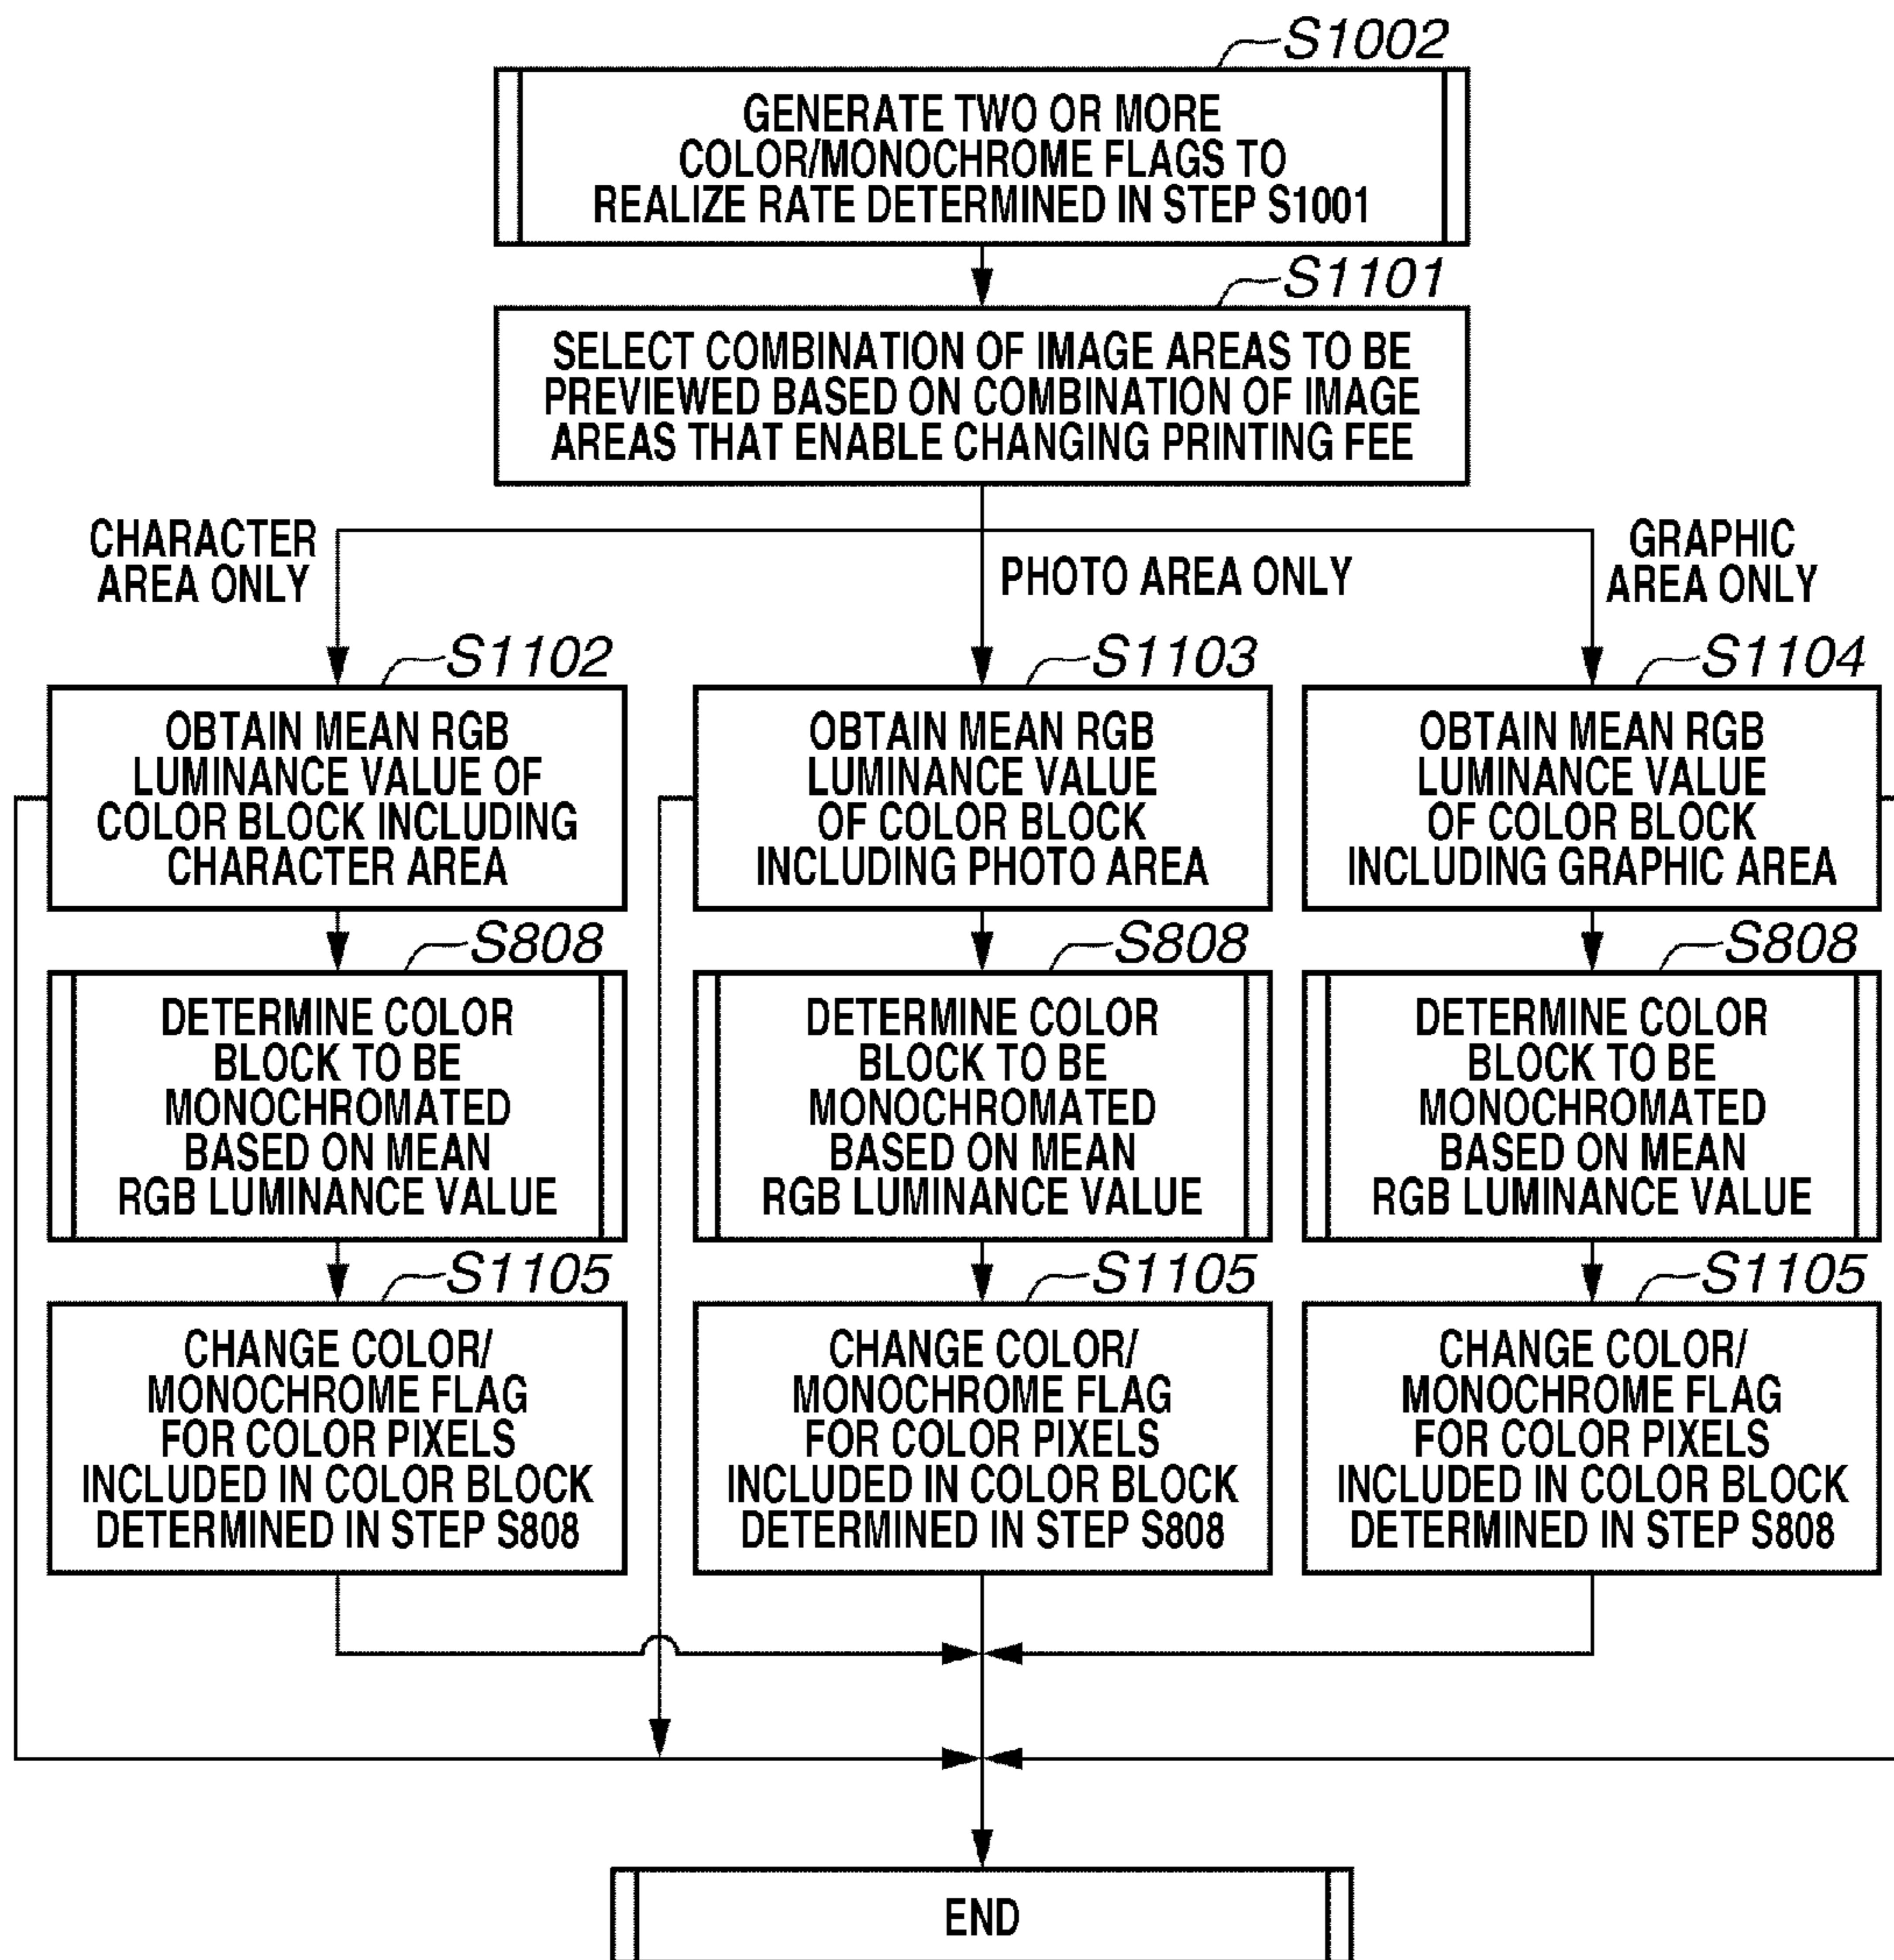 S1002
GENERATE TWO OR MORE
COLOR/MONOCHROME FLAGS TO
REALIZE RATE DETERMINED IN STEP S1001
S1101
SELECT COMBINATION OF IMAGE AREAS TO BE
PREVIEWED BASED ON COMBINATION OF IMAGE
AREAS THAT ENABLE CHANGING PRINTING FEE
CHARACTER
AREA ONLY
PHOTO AREA ONLY
GRAPHIC
AREA ONLY
S1102
OBTAIN MEAN RGB
LUMINANCE VALUE OF
COLOR BLOCK INCLUDING
CHARACTER AREA
S1103
OBTAIN MEAN RGB
LUMINANCE VALUE
OF COLOR BLOCK
INCLUDING PHOTO AREA
S1104
OBTAIN MEAN RGB
LUMINANCE VALUE
OF COLOR BLOCK
INCLUDING GRAPHIC AREA
S808
DETERMINE COLOR
BLOCK TO BE
MONOCHROMATED
BASED ON MEAN
RGB LUMINANCE VALUE
S808
DETERMINE COLOR
BLOCK TO BE
MONOCHROMATED
BASED ON MEAN
RGB LUMINANCE VALUE
S808
DETERMINE COLOR
BLOCK TO BE
MONOCHROMATED
BASED ON MEAN
RGB LUMINANCE VALUE
S1105
CHANGE COLOR/
MONOCHROME FLAG
FOR COLOR PIXELS
INCLUDED IN COLOR BLOCK
DETERMINED IN STEP S808
S1105
CHANGE COLOR/
MONOCHROME FLAG
FOR COLOR PIXELS
INCLUDED IN COLOR BLOCK
DETERMINED IN STEP S808
S1105
CHANGE COLOR/
MONOCHROME FLAG
FOR COLOR PIXELS
INCLUDED IN COLOR BLOCK
DETERMINED IN STEP S808
END